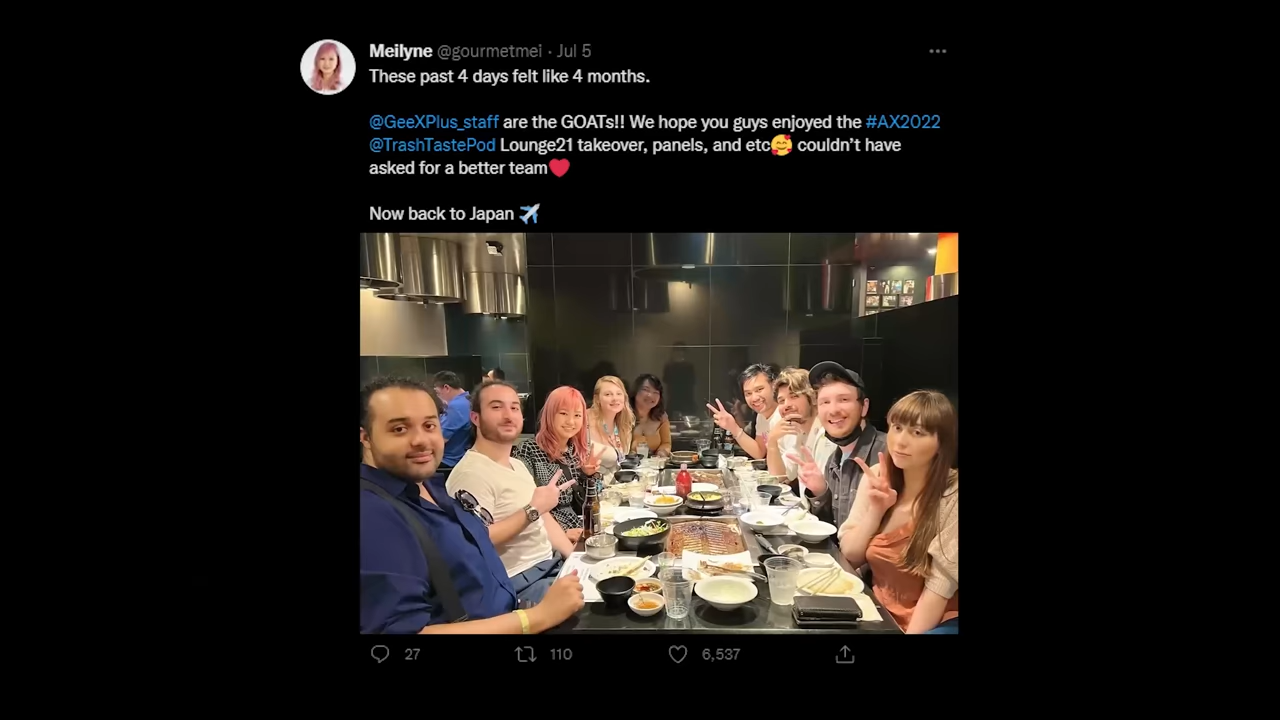 Meilyne @gourmetmei · Jul 5
These past 4 days felt like 4 months.
@GeeXPlus_staff are the GOATs!! We hope you guys enjoyed the #AX2022
@TrashTastePod Lounge21 takeover, panels, and etc🥰 couldn’t have
asked for a better team❤️
Now back to Japan ✈️
27 110 6,537